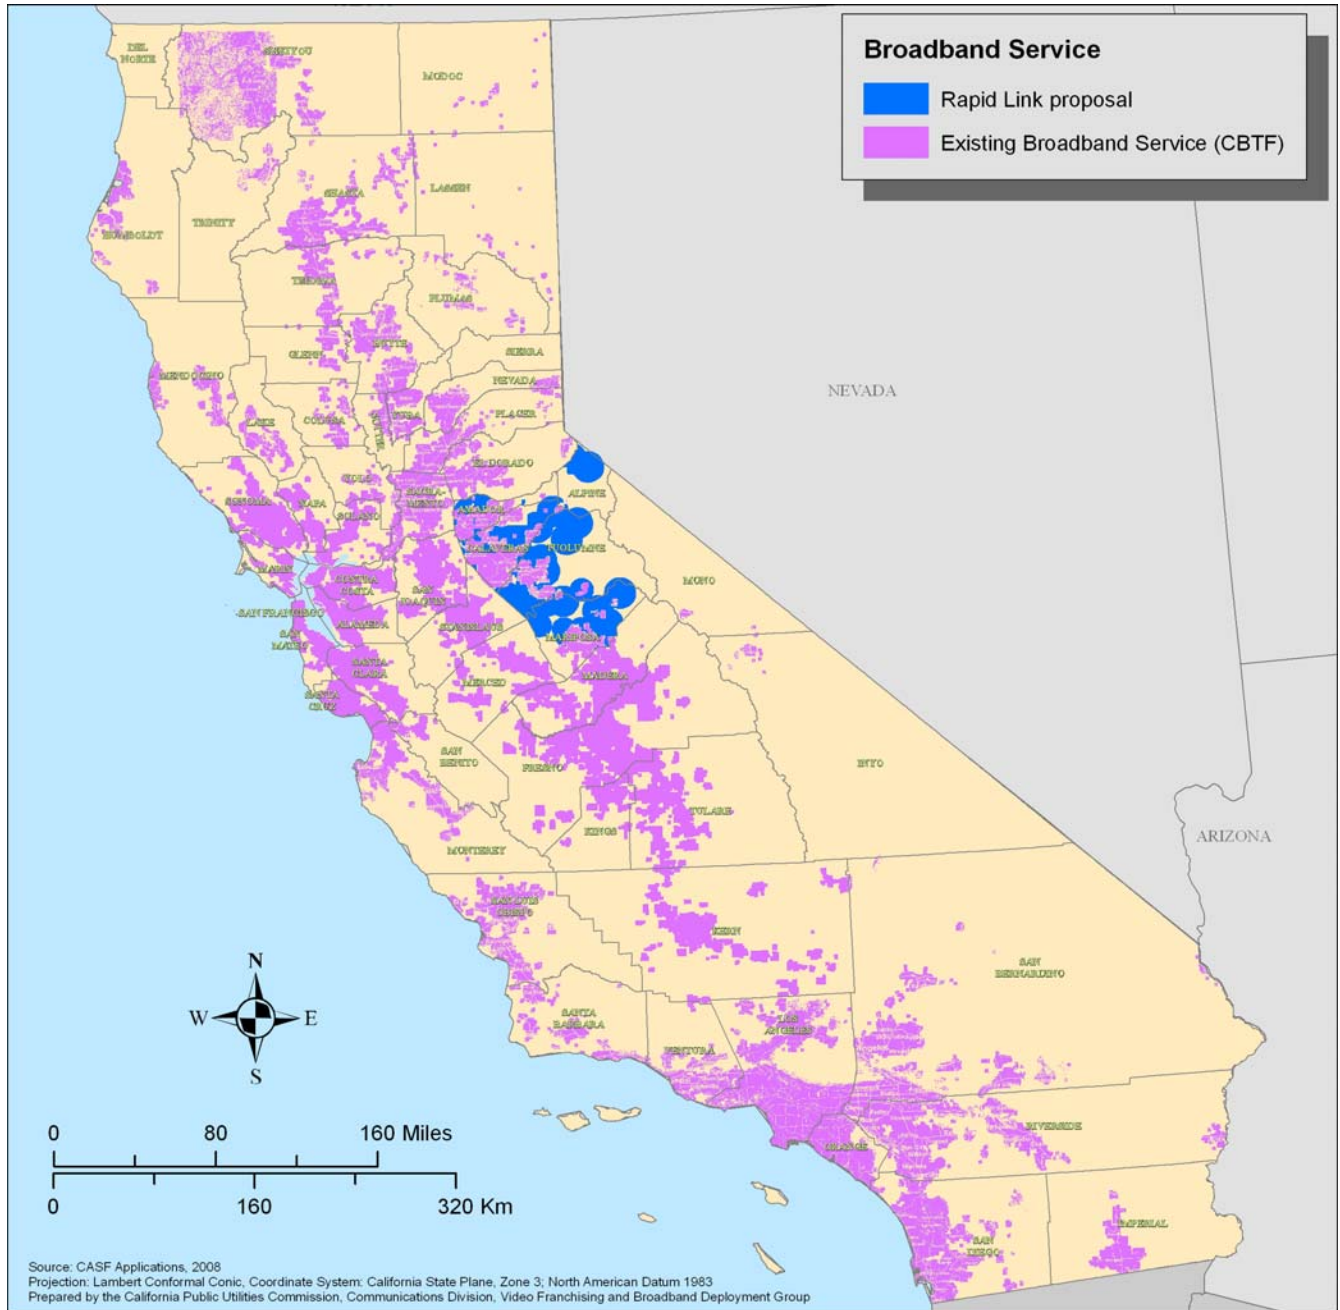 Broadband Service
Rapid Link proposal
Existing Broadband Service (CBTF)
DEL
NORTE
SISKIYOU
MODOC
SHASTA
LASSEN
TRINITY
HUMBOLDT
TEHAMA
PLUMAS
BUTTE
GLENN
SIERRA
MENDOCINO
NEVADA
NEVADA
PLACER
YUBA
COLUSA
SUTTER
LAKE
EL DORADO
YOLO
ALPINE
SACRA-
MENTO
SONOMA
NAPA
SOLANO
AMADOR
CALAVERAS
TUOLUMNE
MARIN
CONTRA
COSTA
SAN
JOAQUIN
MONO
SAN FRANCISCO
ALAMEDA
STANISLAUS
SAN
MATEO
MARIPOSA
SANTA
CLARA
MERCED
MADERA
SANTA
CRUZ
SAN
BENITO
FRESNO
INYO
TULARE
KINGS
ARIZONA
MONTEREY
SAN LUIS
OBISPO
KERN
SAN
BERNARDINO
SANTA
BARBARA
LOS
ANGELES
VENTURA
RIVERSIDE
ORANGE
SAN
DIEGO
IMPERIAL
N
W
E
S
0
80
160 Miles
0
160
320 Km
Source: CASF Applications, 2008
Projection: Lambert Conformal Conic, Coordinate System: California State Plane, Zone 3; North American Datum 1983
Prepared by the California Public Utilities Commission, Communications Division, Video Franchising and Broadband Deployment Group